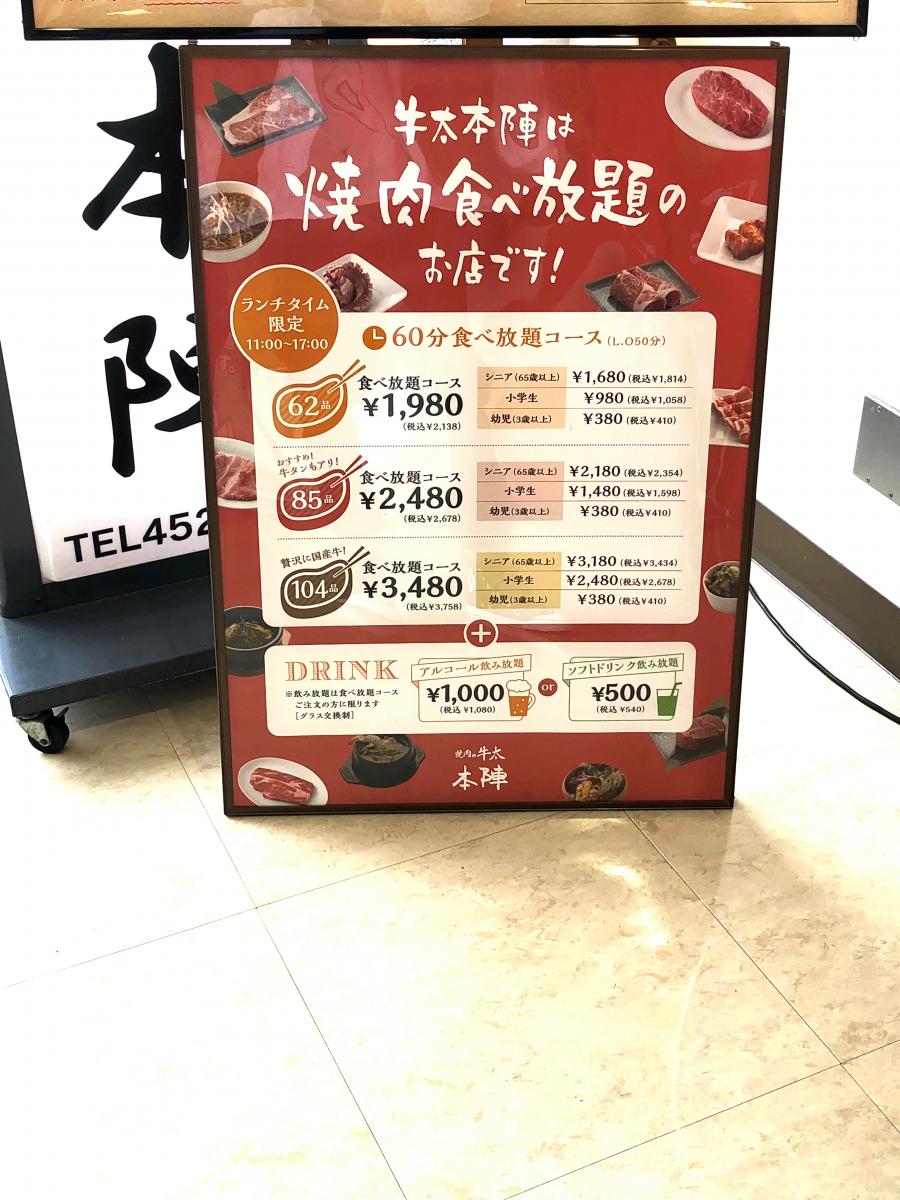 本陣
TEL452
牛太本陣は
焼肉食べ放題の
お店です!
ランチタイム
限定
11:00~17:00
60分食べ放題コース(L.O50分)
62品
食べ放題コース
¥1,980
(税込¥2,138)
シニア(65歳以上) ¥1,680(税込¥1,814)
小学生 ¥980(税込¥1,058)
幼児(3歳以上) ¥380(税込¥410)
おすすめ!
牛タンもアリ!
85品
食べ放題コース
¥2,480
(税込¥2,678)
シニア(65歳以上) ¥2,180(税込¥2,354)
小学生 ¥1,480(税込¥1,598)
幼児(3歳以上) ¥380(税込¥410)
贅沢に国産牛!
104品
食べ放題コース
¥3,480
(税込¥3,758)
シニア(65歳以上) ¥3,180(税込¥3,434)
小学生 ¥2,480(税込¥2,678)
幼児(3歳以上) ¥380(税込¥410)
+
DRINK
※飲み放題は食べ放題コース
ご注文の方に限ります
[グラス交換制]
アルコール飲み放題
¥1,000
(税込¥1,080)
or
ソフトドリンク飲み放題
¥500
(税込¥540)
焼肉の牛太
本陣